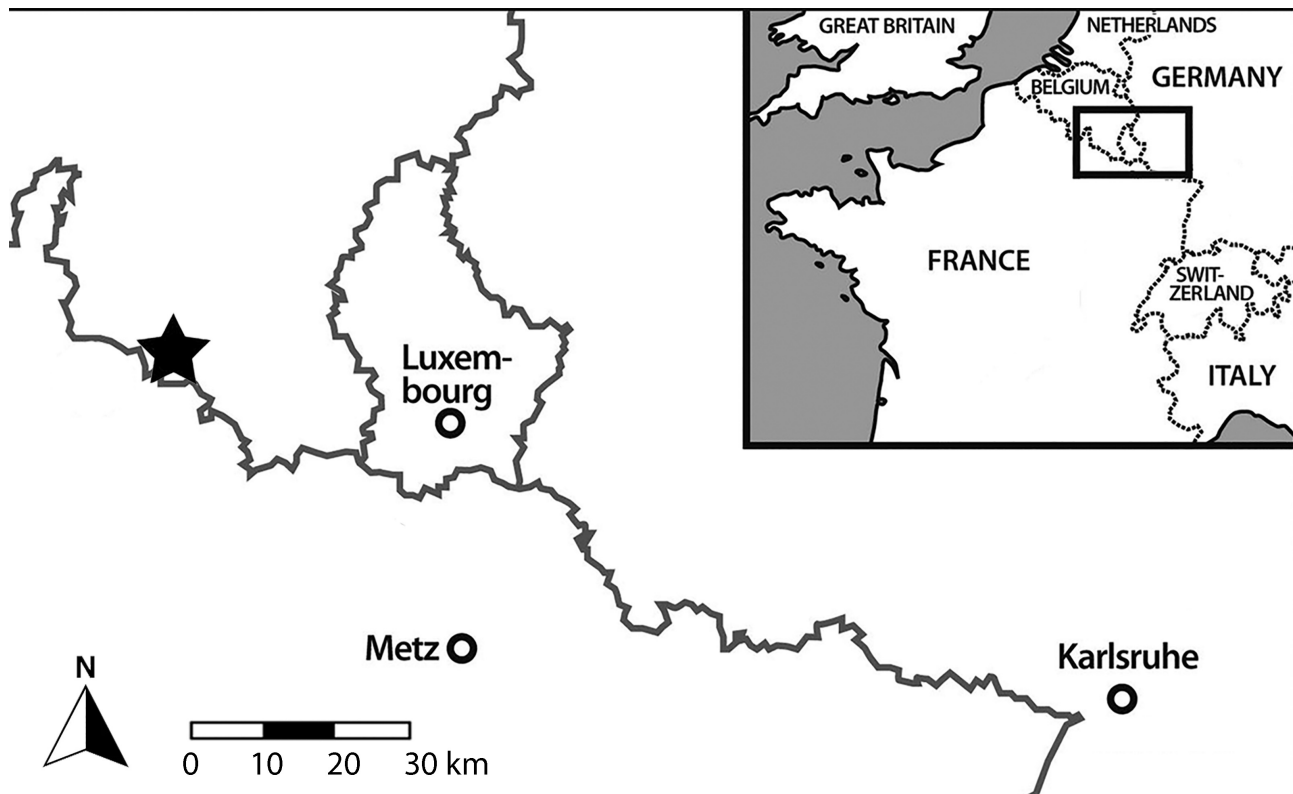 GREAT BRITAIN
NETHERLANDS
BELGIUM
GERMANY
FRANCE
SWIT-
ZERLAND
ITALY
Luxem-
bourg
Metz
Karlsruhe
N
0 10 20 30 km